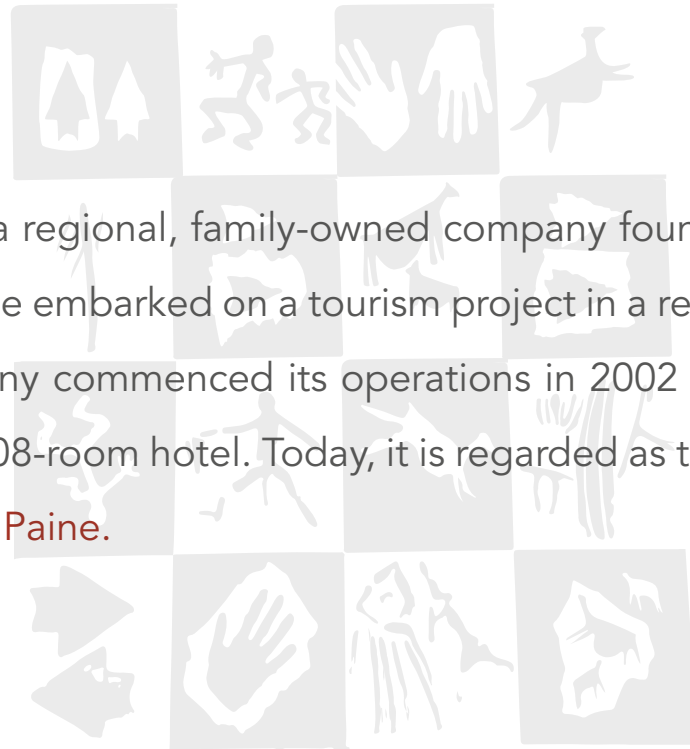 a regional, family-owned company four
e embarked on a tourism project in a re
ny commenced its operations in 2002
08-room hotel. Today, it is regarded as t
Paine.